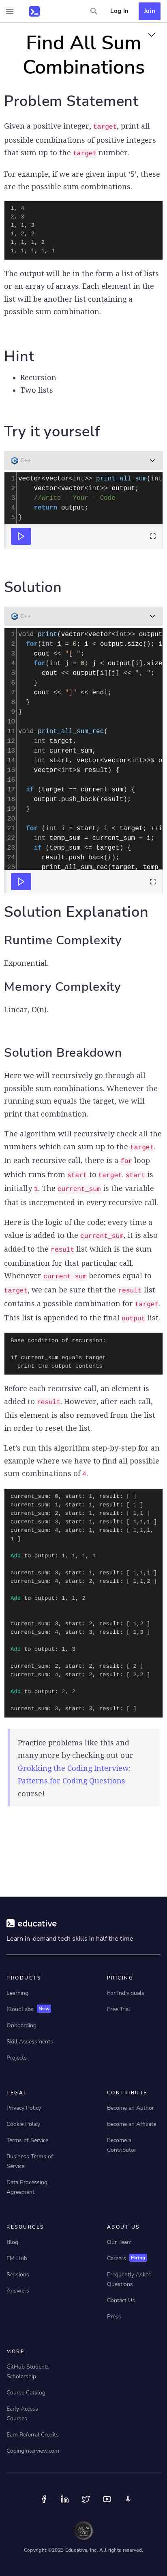 Log In
Join
Find All Sum
Combinations
Problem Statement
Given a positive integer, target, print all
possible combinations of positive integers
that sum up to the target number.
For example, if we are given input ‘5’, these
are the possible sum combinations.
1, 4
2, 3
1, 1, 3
1, 2, 2
1, 1, 1, 2
1, 1, 1, 1, 1
The output will be in the form a list of lists
or an array of arrays. Each element in the
list will be another list containing a
possible sum combination.
Hint
• Recursion
• Two lists
Try it yourself
C++
1 vector<vector<int>> print_all_sum(int
2 vector<vector<int>> output;
3 //Write - Your - Code
4 return output;
5 }
Solution
C++
1 void print(vector<vector<int>> output
2 for(int i = 0; i < output.size(); i
3 cout << "[ ";
4 for(int j = 0; j < output[i].size
5 cout << output[i][j] << ", ";
6 }
7 cout << "]" << endl;
8 }
9 }
10
11 void print_all_sum_rec(
12 int target,
13 int current_sum,
14 int start, vector<vector<int>>& o
15 vector<int>& result) {
16
17 if (target == current_sum) {
18 output.push_back(result);
19 }
20
21 for (int i = start; i < target; ++i
22 int temp_sum = current_sum + i;
23 if (temp_sum <= target) {
24 result.push_back(i);
25 print_all_sum_rec(target, temp
Solution Explanation
Runtime Complexity
Exponential.
Memory Complexity
Linear, O(n).
Solution Breakdown
Here we will recursively go through all
possible sum combinations. Whenever the
running sum equals the target, we will
print that combination.
The algorithm will recursively check all the
numbers which can sum up to the target.
In each recursive call, there is a for loop
which runs from start to target. start is
initially 1. The current_sum is the variable
that is incremented in every recursive call.
Here is the logic of the code; every time a
value is added to the current_sum, it is also
added to the result list which is the sum
combination for that particular call.
Whenever current_sum becomes equal to
target, we can be sure that the result list
contains a possible combination for target.
This list is appended to the final output list.
Base condition of recursion:
if current_sum equals target
print the output contents
Before each recursive call, an element is
added to result. However, after each call,
this element is also removed from the list
in order to reset the list.
Let’s run this algorithm step-by-step for an
example where we have to find all possible
sum combinations of 4.
current_sum: 0, start: 1, result: [ ]
current_sum: 1, start: 1, result: [ 1 ]
current_sum: 2, start: 1, result: [ 1,1 ]
current_sum: 3, start: 1, result: [ 1,1,1 ]
current_sum: 4, start: 1, result: [ 1,1,1,
1 ]
Add to output: 1, 1, 1, 1
current_sum: 3, start: 1, result: [ 1,1,1 ]
current_sum: 4, start: 2, result: [ 1,1,2 ]
Add to output: 1, 1, 2
current_sum: 3, start: 2, result: [ 1,2 ]
current_sum: 4, start: 3, result: [ 1,3 ]
Add to output: 1, 3
current_sum: 2, start: 2, result: [ 2 ]
current_sum: 4, start: 2, result: [ 2,2 ]
Add to output: 2, 2
current_sum: 3, start: 3, result: [ ]
Practice problems like this and
many more by checking out our
Grokking the Coding Interview:
Patterns for Coding Questions
course!
educative
Learn in-demand tech skills in half the time
PRODUCTS
Learning
CloudLabs New
Onboarding
Skill Assessments
Projects
PRICING
For Individuals
Free Trial
LEGAL
Privacy Policy
Cookie Policy
Terms of Service
Business Terms of
Service
Data Processing
Agreement
CONTRIBUTE
Become an Author
Become an Affiliate
Become a
Contributor
RESOURCES
Blog
EM Hub
Sessions
Answers
ABOUT US
Our Team
Careers Hiring
Frequently Asked
Questions
Contact Us
Press
MORE
GitHub Students
Scholarship
Course Catalog
Early Access
Courses
Earn Referral Credits
CodingInterview.com
Copyright ©2023 Educative, Inc. All rights reserved.